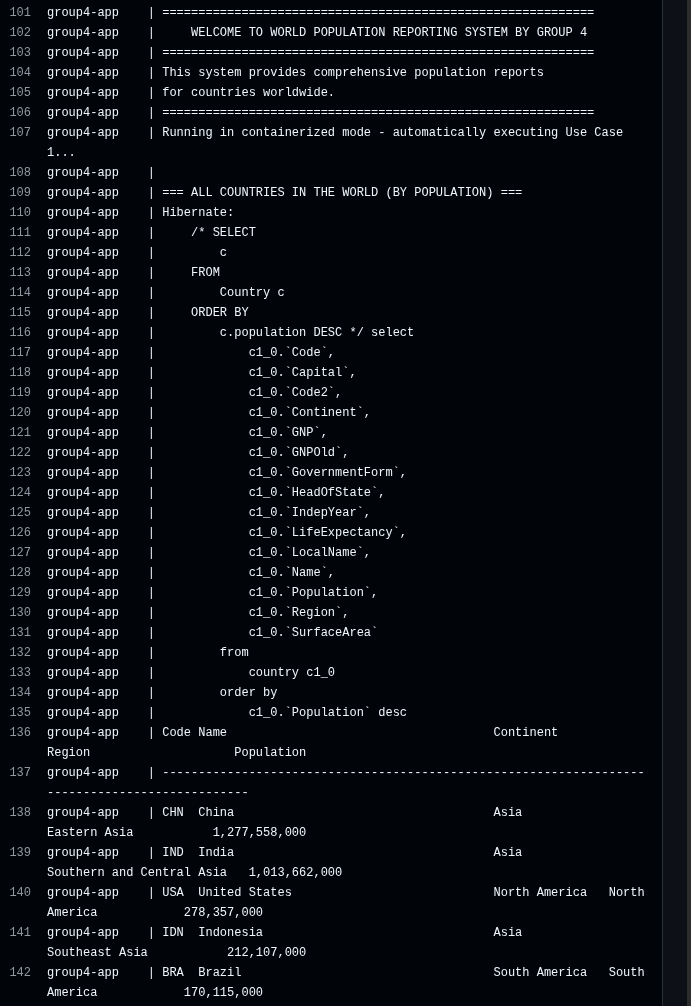 101 group4-app    | ============================================================
102 group4-app    |     WELCOME TO WORLD POPULATION REPORTING SYSTEM BY GROUP 4
103 group4-app    | ============================================================
104 group4-app    | This system provides comprehensive population reports
105 group4-app    | for countries worldwide.
106 group4-app    | ============================================================
107 group4-app    | Running in containerized mode - automatically executing Use Case
1...
108 group4-app    |
109 group4-app    | === ALL COUNTRIES IN THE WORLD (BY POPULATION) ===
110 group4-app    | Hibernate:
111 group4-app    |     /* SELECT
112 group4-app    |         c
113 group4-app    |     FROM
114 group4-app    |         Country c
115 group4-app    |     ORDER BY
116 group4-app    |         c.population DESC */ select
117 group4-app    |             c1_0.`Code`,
118 group4-app    |             c1_0.`Capital`,
119 group4-app    |             c1_0.`Code2`,
120 group4-app    |             c1_0.`Continent`,
121 group4-app    |             c1_0.`GNP`,
122 group4-app    |             c1_0.`GNPOld`,
123 group4-app    |             c1_0.`GovernmentForm`,
124 group4-app    |             c1_0.`HeadOfState`,
125 group4-app    |             c1_0.`IndepYear`,
126 group4-app    |             c1_0.`LifeExpectancy`,
127 group4-app    |             c1_0.`LocalName`,
128 group4-app    |             c1_0.`Name`,
129 group4-app    |             c1_0.`Population`,
130 group4-app    |             c1_0.`Region`,
131 group4-app    |             c1_0.`SurfaceArea`
132 group4-app    |         from
133 group4-app    |             country c1_0
134 group4-app    |         order by
135 group4-app    |             c1_0.`Population` desc
136 group4-app    | Code Name                                     Continent
Region                    Population
137 group4-app    | -------------------------------------------------------------------
----------------------------
138 group4-app    | CHN  China                                    Asia
Eastern Asia           1,277,558,000
139 group4-app    | IND  India                                    Asia
Southern and Central Asia   1,013,662,000
140 group4-app    | USA  United States                            North America   North
America            278,357,000
141 group4-app    | IDN  Indonesia                                Asia
Southeast Asia           212,107,000
142 group4-app    | BRA  Brazil                                   South America   South
America            170,115,000